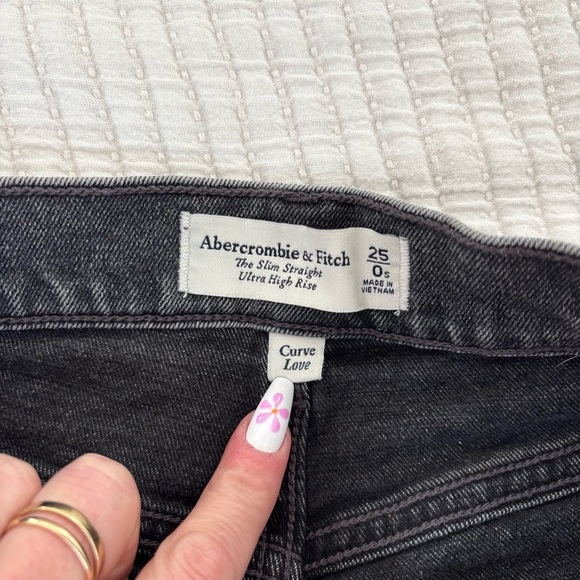 Abercrombie & Fitch
The Slim Straight
Ultra High Rise
25
0s
MADE IN
VIETNAM
Curve
Love